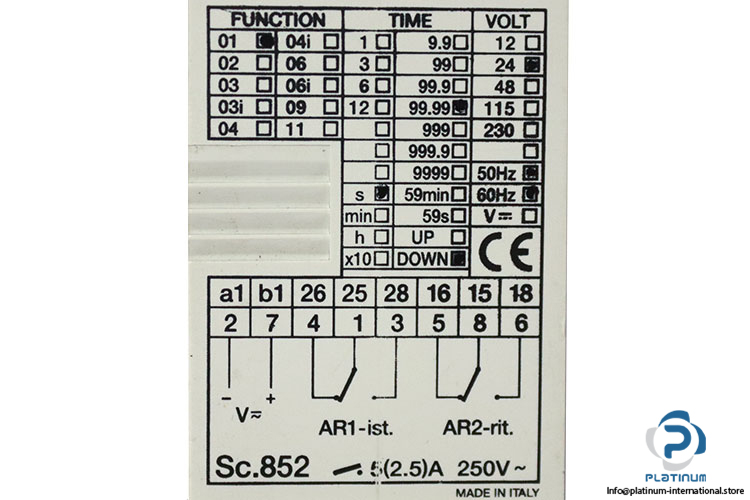 FUNCTION TIME VOLT
01 04i 1 9.9 12
02 06 3 99 24
03 06i 6 99.9 48
03i 09 12 99.99 115
04 11 999 230
999.9
9999 50Hz
s 59min 60Hz
min 59s V
h UP CE
x10 DOWN
a1 b1 26 25 28 16 15 18
2 7 4 1 3 5 8 6
- +
V≂
AR1-ist. AR2-rit.
Sc.852 5(2.5)A 250V~
MADE IN ITALY
PLATINUM
Info@platinum-international.store